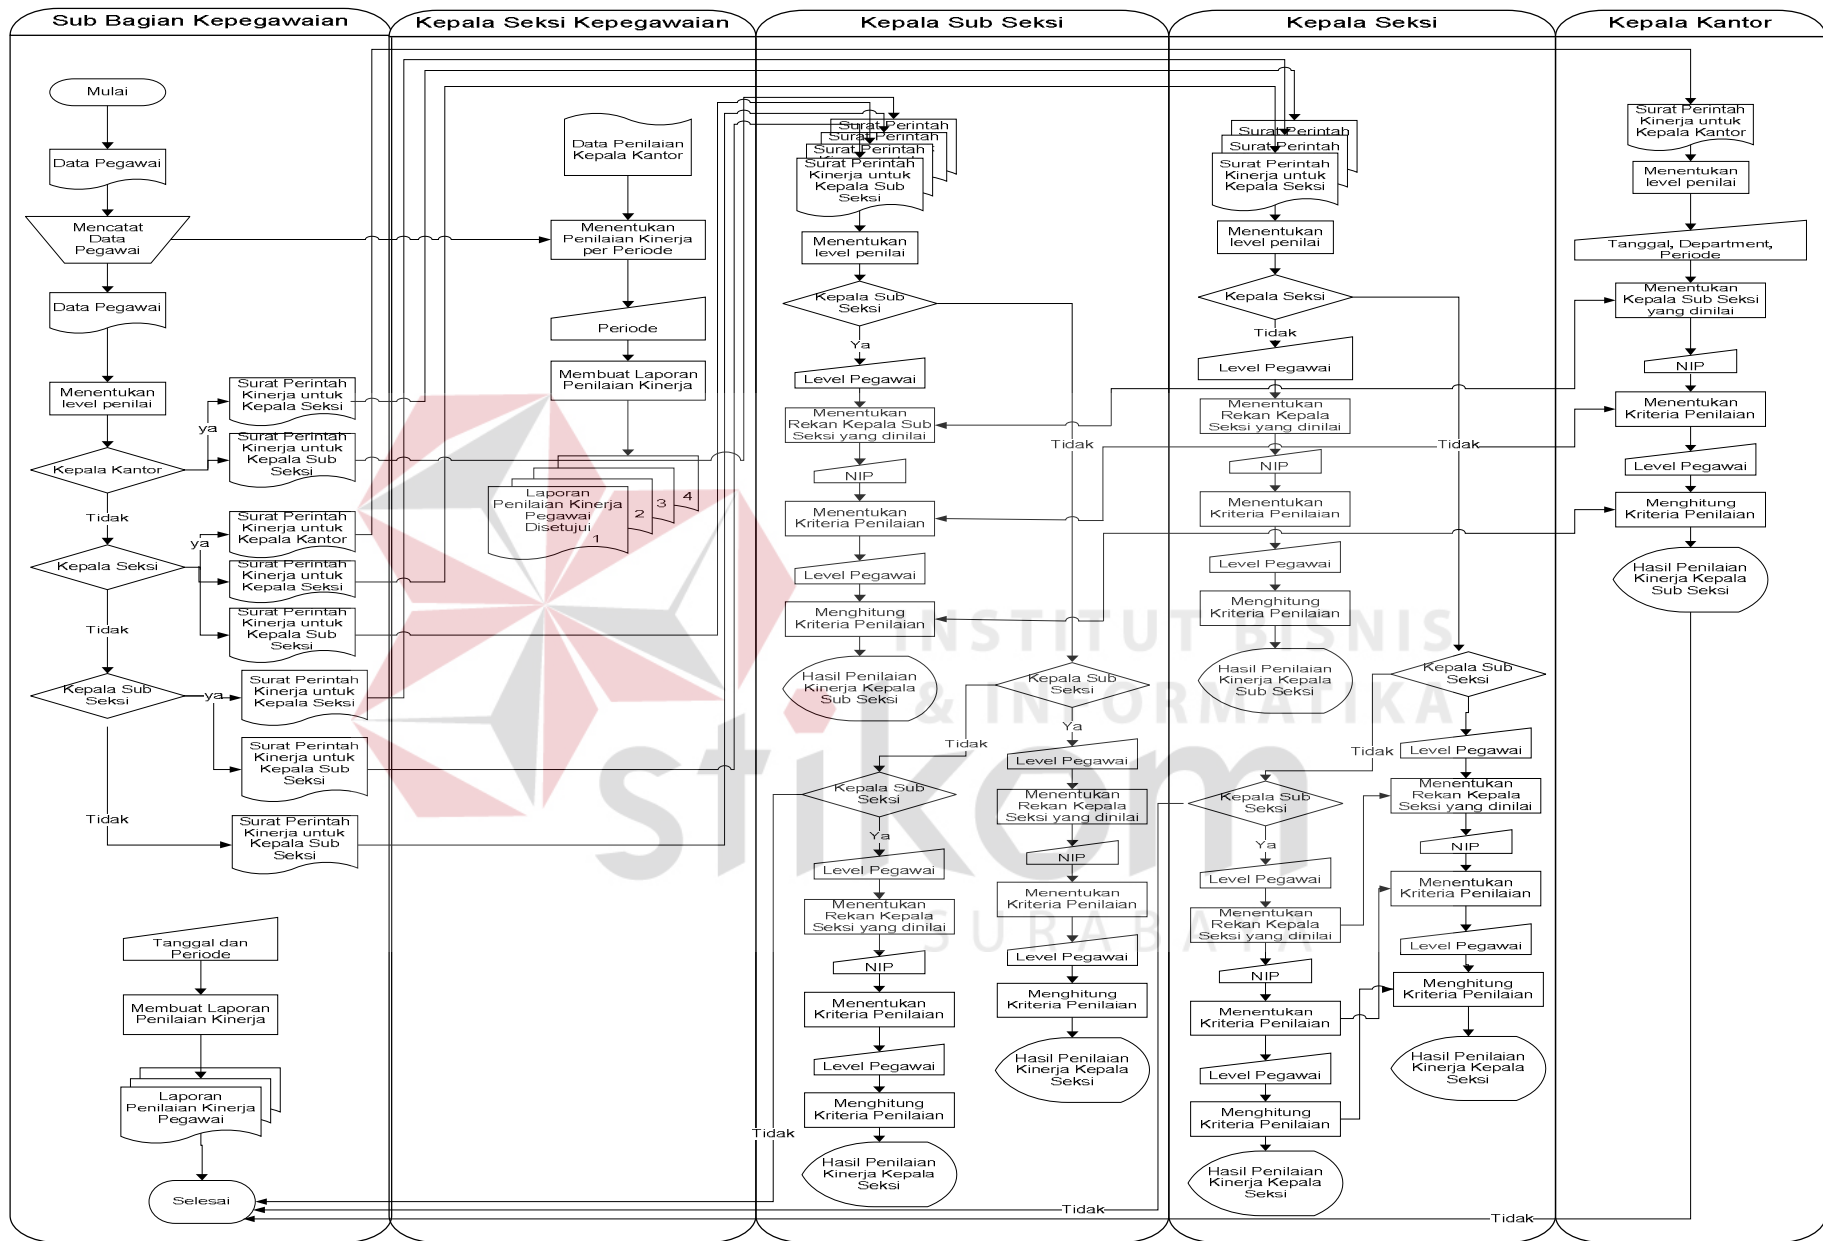 Sub Bagian Kepegawaian
Kepala Seksi Kepegawaian
Kepala Sub Seksi
Kepala Seksi
Kepala Kantor
Mulai
Data Pegawai
Mencatat
Data
Pegawai
Data Pegawai
Menentukan
level penilai
Kepala Kantor
ya
Surat Perintah
Kinerja untuk
Kepala Seksi
Surat Perintah
Kinerja untuk
Kepala Sub
Seksi
Tidak
Kepala Seksi
ya
Surat Perintah
Kinerja untuk
Kepala Kantor
Surat Perintah
Kinerja untuk
Kepala Seksi
Surat Perintah
Kinerja untuk
Kepala Sub
Seksi
Tidak
Kepala Sub
Seksi
ya
Surat Perintah
Kinerja untuk
Kepala Seksi
Surat Perintah
Kinerja untuk
Kepala Sub
Seksi
Tidak
Surat Perintah
Kinerja untuk
Kepala Sub
Seksi
Tanggal dan
Periode
Membuat Laporan
Penilaian Kinerja
Laporan
Penilaian Kinerja
Pegawai
Selesai
Data Penilaian
Kepala Kantor
Menentukan
Penilaian Kinerja
per Periode
Periode
Membuat Laporan
Penilaian Kinerja
Laporan
Penilaian Kinerja
Pegawai
Disetujui
1
2
3
4
Surat Perintah
Surat Perintah
Surat Perintah
Surat Perintah
Kinerja untuk
Kepala Sub
Seksi
Menentukan
level penilai
Kepala Sub
Seksi
Ya
Level Pegawai
Menentukan
Rekan Kepala Sub
Seksi yang dinilai
NIP
Menentukan
Kriteria Penilaian
Level Pegawai
Menghitung
Kriteria Penilaian
Hasil Penilaian
Kinerja Kepala
Sub Seksi
Tidak
Kepala Sub
Seksi
Ya
Level Pegawai
Menentukan
Rekan Kepala
Seksi yang dinilai
NIP
Menentukan
Kriteria Penilaian
Level Pegawai
Menghitung
Kriteria Penilaian
Hasil Penilaian
Kinerja Kepala
Seksi
Tidak
Kepala Sub
Seksi
Ya
Level Pegawai
Menentukan
Rekan Kepala
Seksi yang dinilai
NIP
Menentukan
Kriteria Penilaian
Level Pegawai
Menghitung
Kriteria Penilaian
Hasil Penilaian
Kinerja Kepala
Seksi
Tidak
Surat Perintah
Surat Perintah
Surat Perintah
Kinerja untuk
Kepala Seksi
Menentukan
level penilai
Kepala Seksi
Tidak
Level Pegawai
Menentukan
Rekan Kepala
Seksi yang dinilai
NIP
Menentukan
Kriteria Penilaian
Level Pegawai
Menghitung
Kriteria Penilaian
Hasil Penilaian
Kinerja Kepala
Sub Seksi
Tidak
Kepala Sub
Seksi
Level Pegawai
Menentukan
Rekan Kepala
Seksi yang dinilai
NIP
Menentukan
Kriteria Penilaian
Level Pegawai
Menghitung
Kriteria Penilaian
Hasil Penilaian
Kinerja Kepala
Seksi
Tidak
Kepala Sub
Seksi
Ya
Level Pegawai
Menentukan
Rekan Kepala
Seksi yang dinilai
NIP
Menentukan
Kriteria Penilaian
Level Pegawai
Menghitung
Kriteria Penilaian
Hasil Penilaian
Kinerja Kepala
Seksi
Tidak
Surat Perintah
Kinerja untuk
Kepala Kantor
Menentukan
level penilai
Tanggal, Department,
Periode
Menentukan
Kepala Sub Seksi
yang dinilai
NIP
Menentukan
Kriteria Penilaian
Level Pegawai
Menghitung
Kriteria Penilaian
Hasil Penilaian
Kinerja Kepala
Sub Seksi
Tidak
INSTITUT BISNIS
& INFORMATIKA
stikom
SURABAYA